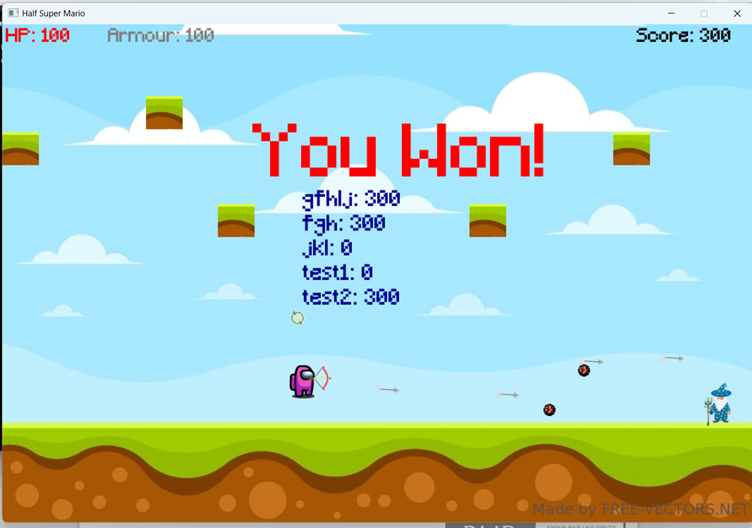 Half Super Mario
HP: 100 Armour: 100 Score: 300
You Won!
gfhlj: 300
fgh: 300
jkl: 0
test1: 0
test2: 300
Made by FREE-VECTORS.NET